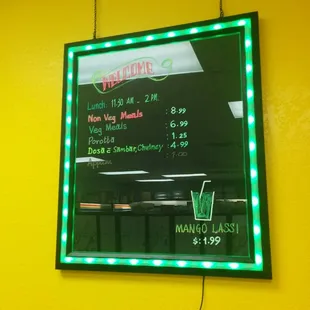 WELCOME
Lunch: 11:30 AM - 2 PM.
Non Veg Meals : 8.99
Veg Meals : 6.99
Porotta : 1.25
Dosa & Sambar, Chutney : 4.99
MANGO LASSI
$:1.99